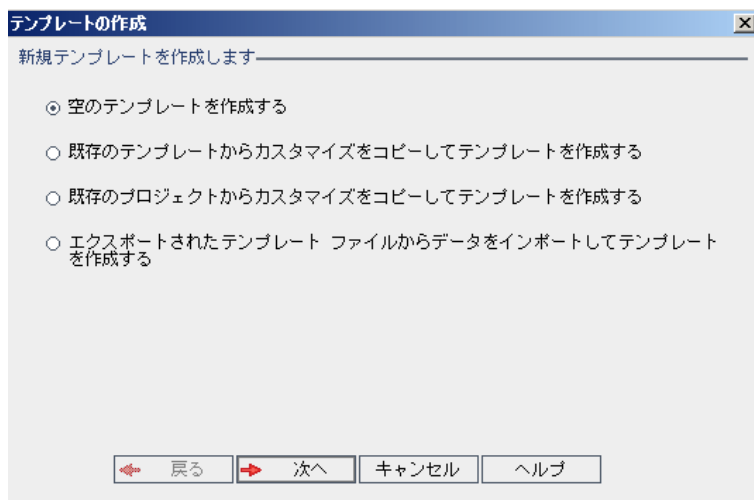 テンプレートの作成
新規テンプレートを作成します
空のテンプレートを作成する
既存のテンプレートからカスタマイズをコピーしてテンプレートを作成する
既存のプロジェクトからカスタマイズをコピーしてテンプレートを作成する
エクスポートされたテンプレート ファイルからデータをインポートしてテンプレート
を作成する
戻る 次へ キャンセル ヘルプ